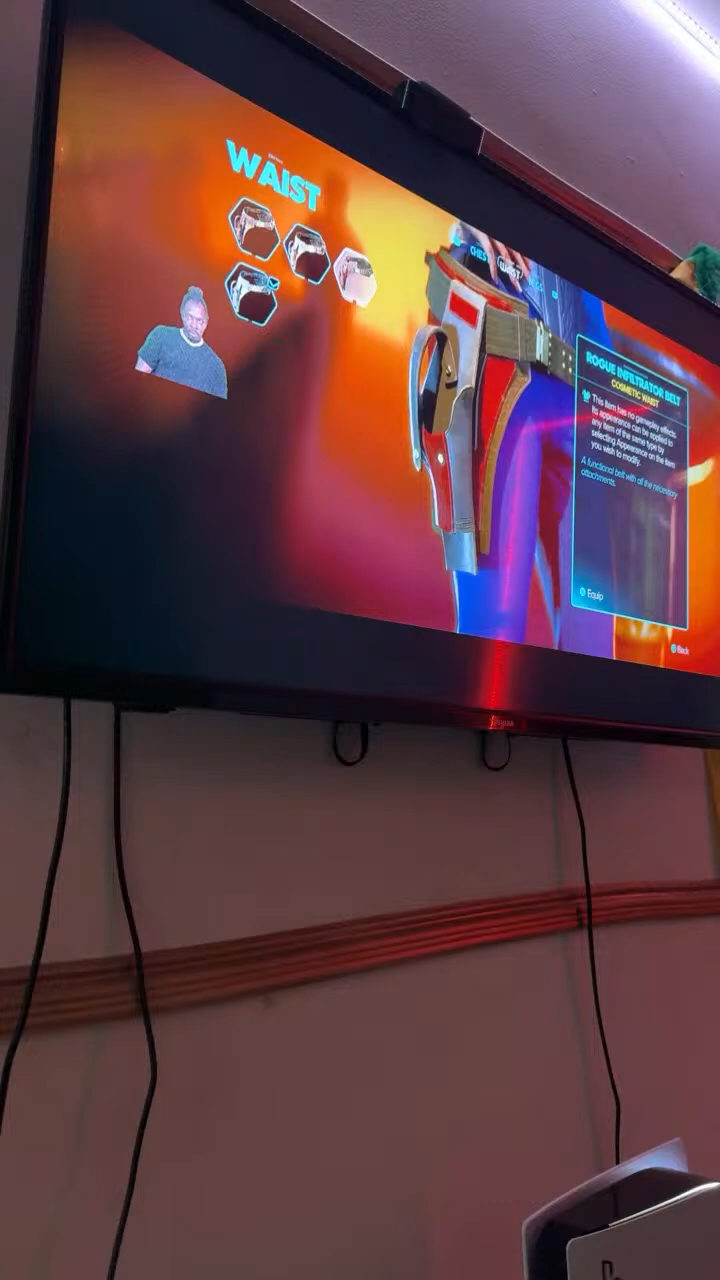 WAIST
CHEST
WAIST
ROGUE INFILTRATOR BELT
COSMETIC WAIST
This item has no gameplay effects.
Its appearance can be applied to
any item of the same type by
selecting Appearance on the item
you wish to modify.
A functional belt with all the necessary
attachments.
Equip
Back